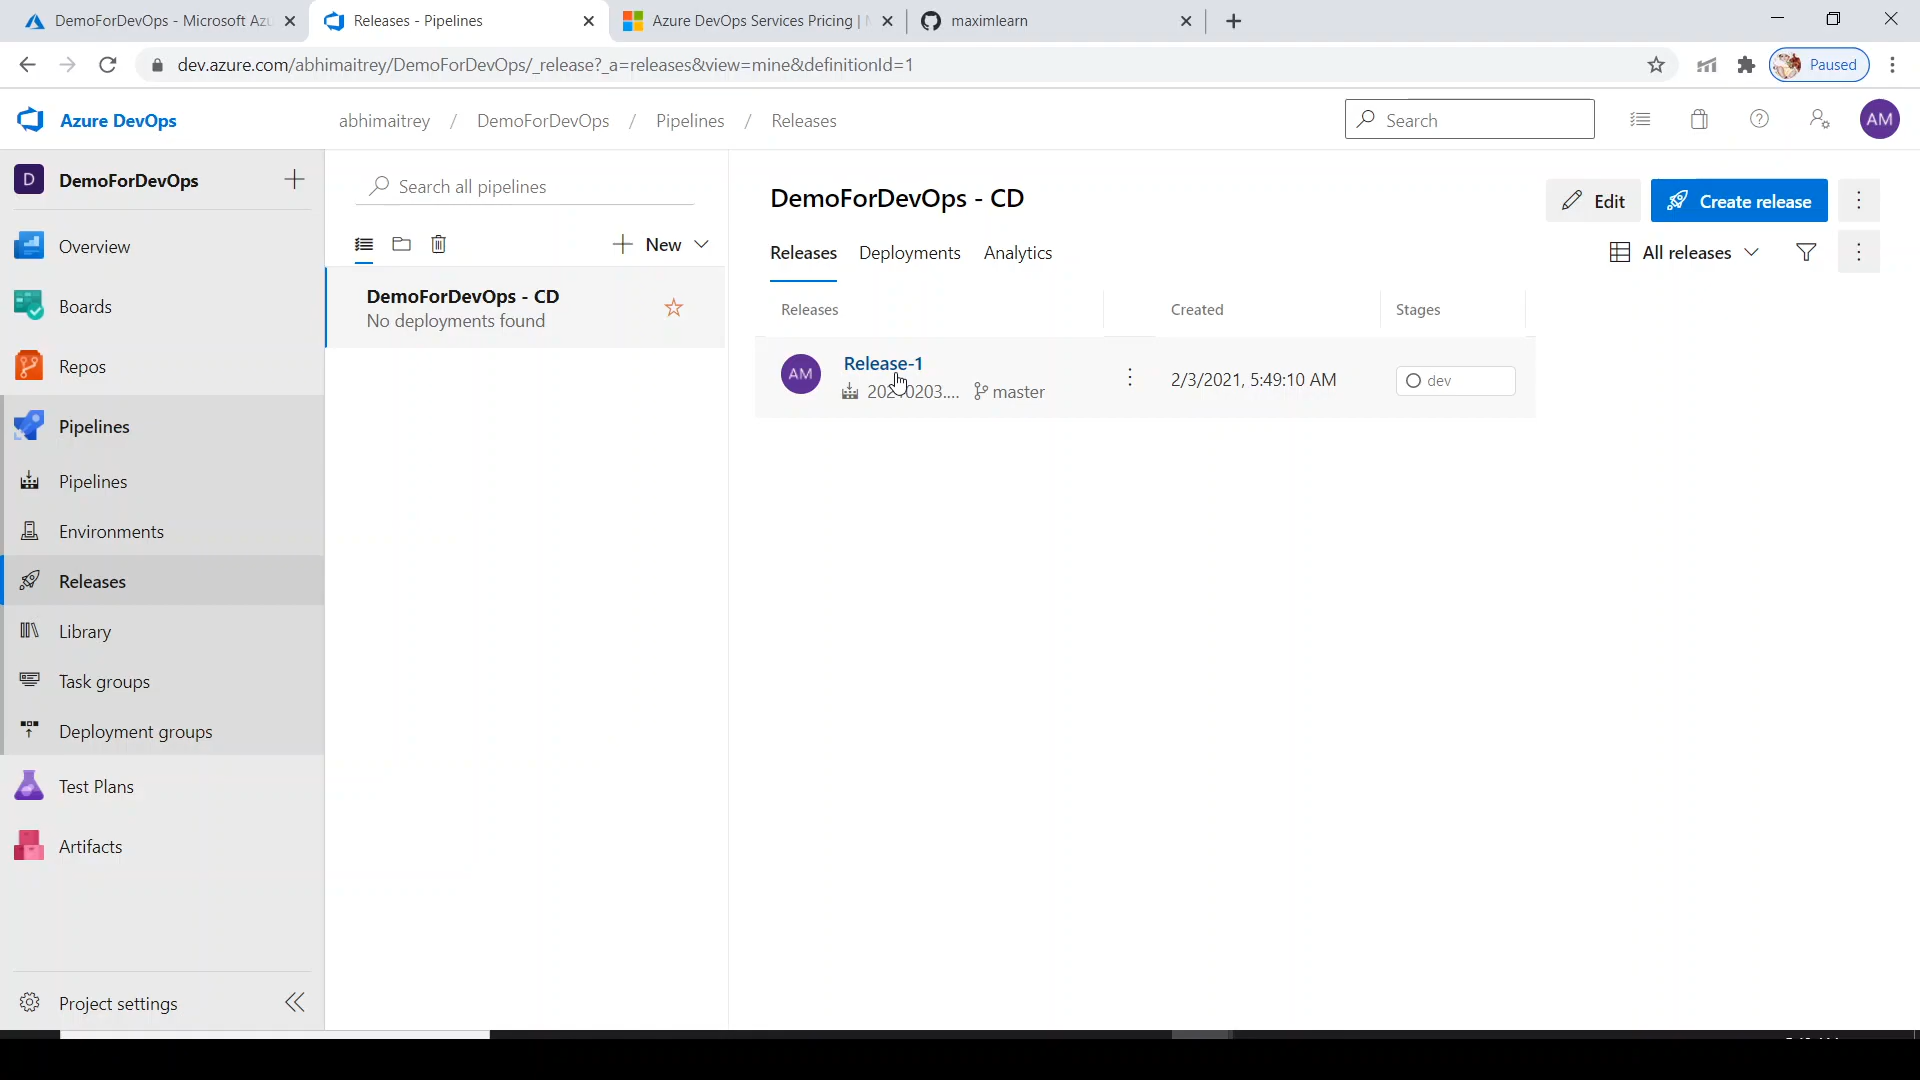 DemoForDevOps - Microsoft Az
Releases - Pipelines
Azure DevOps Services Pricing |
maximlearn
dev.azure.com/abhimaitrey/DemoForDevOps/_release?_a=releases&view=mine&definitionId=1
Paused
Azure DevOps
abhimaitrey / DemoForDevOps / Pipelines / Releases
Search
AM
D DemoForDevOps
Overview
Boards
Repos
Pipelines
Pipelines
Environments
Releases
Library
Task groups
Deployment groups
Test Plans
Artifacts
Project settings
Search all pipelines
New
DemoForDevOps - CD
No deployments found
DemoForDevOps - CD
Edit
Create release
Releases Deployments Analytics
All releases
Releases Created Stages
AM Release-1
master
2/3/2021, 5:49:10 AM
dev